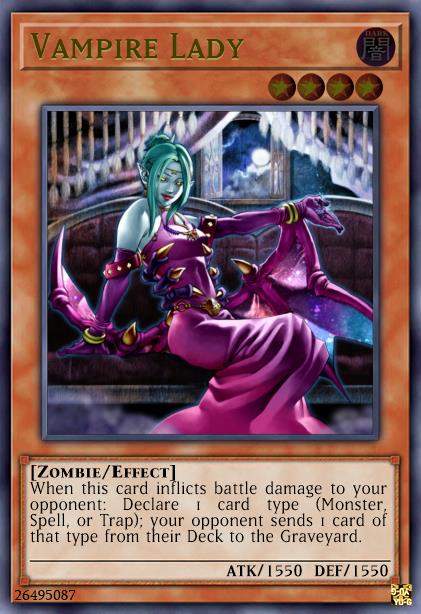 VAMPIRE LADY
DARK
闇
[ZOMBIE/EFFECT]
When this card inflicts battle damage to your
opponent: Declare 1 card type (Monster,
Spell, or Trap); your opponent sends 1 card of
that type from their Deck to the Graveyard.
ATK/1550 DEF/1550
26495087